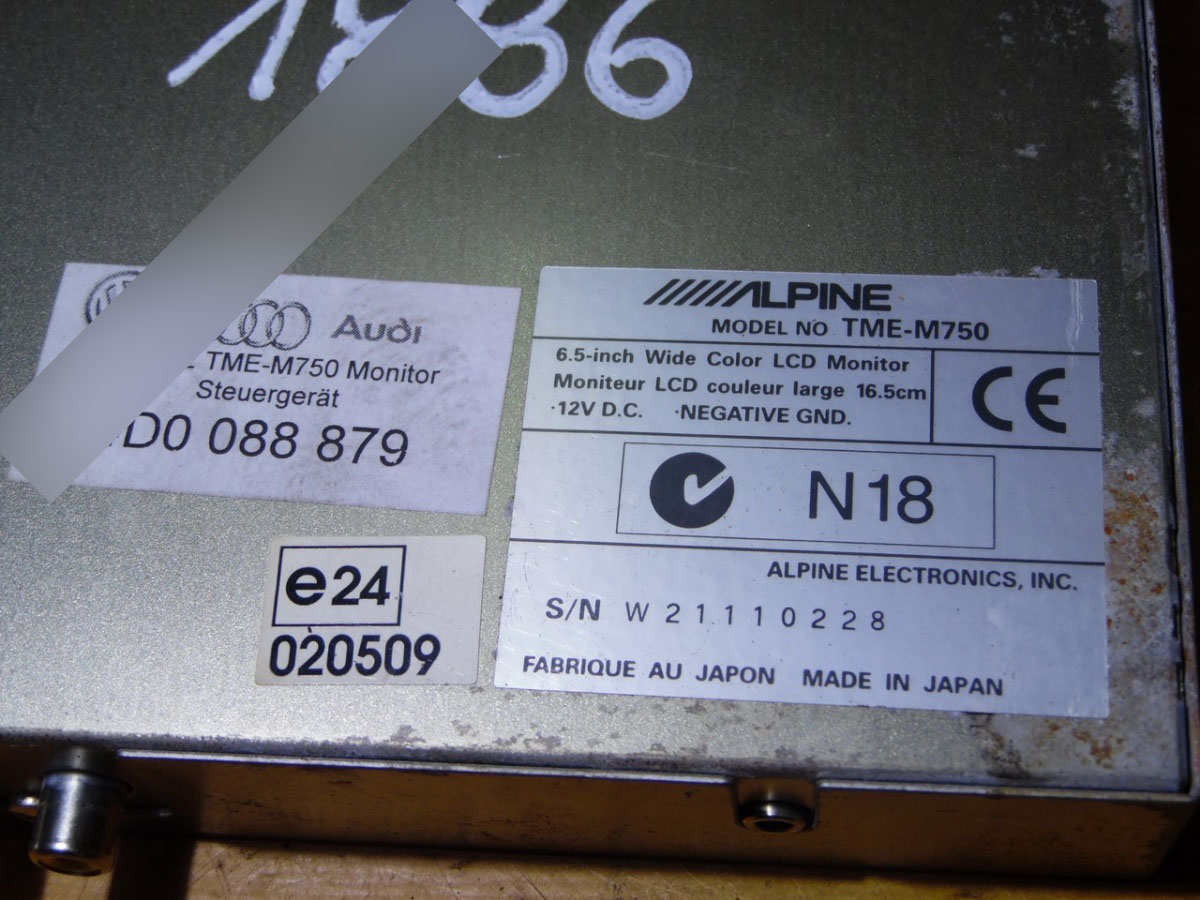 Audi
TME-M750 Monitor
Steuergerät
D0 088 879
e24
020509
ALPINE
MODEL NO TME-M750
6.5-inch Wide Color LCD Monitor
Moniteur LCD couleur large 16.5cm
·12V D.C. ·NEGATIVE GND.
CE
N18
ALPINE ELECTRONICS, INC.
S/N W21110228
FABRIQUE AU JAPON MADE IN JAPAN